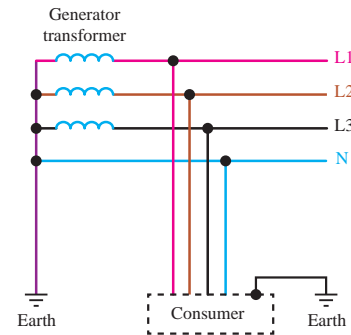 Generator
transformer
L1
L2
L3
N
Earth
Consumer
Earth